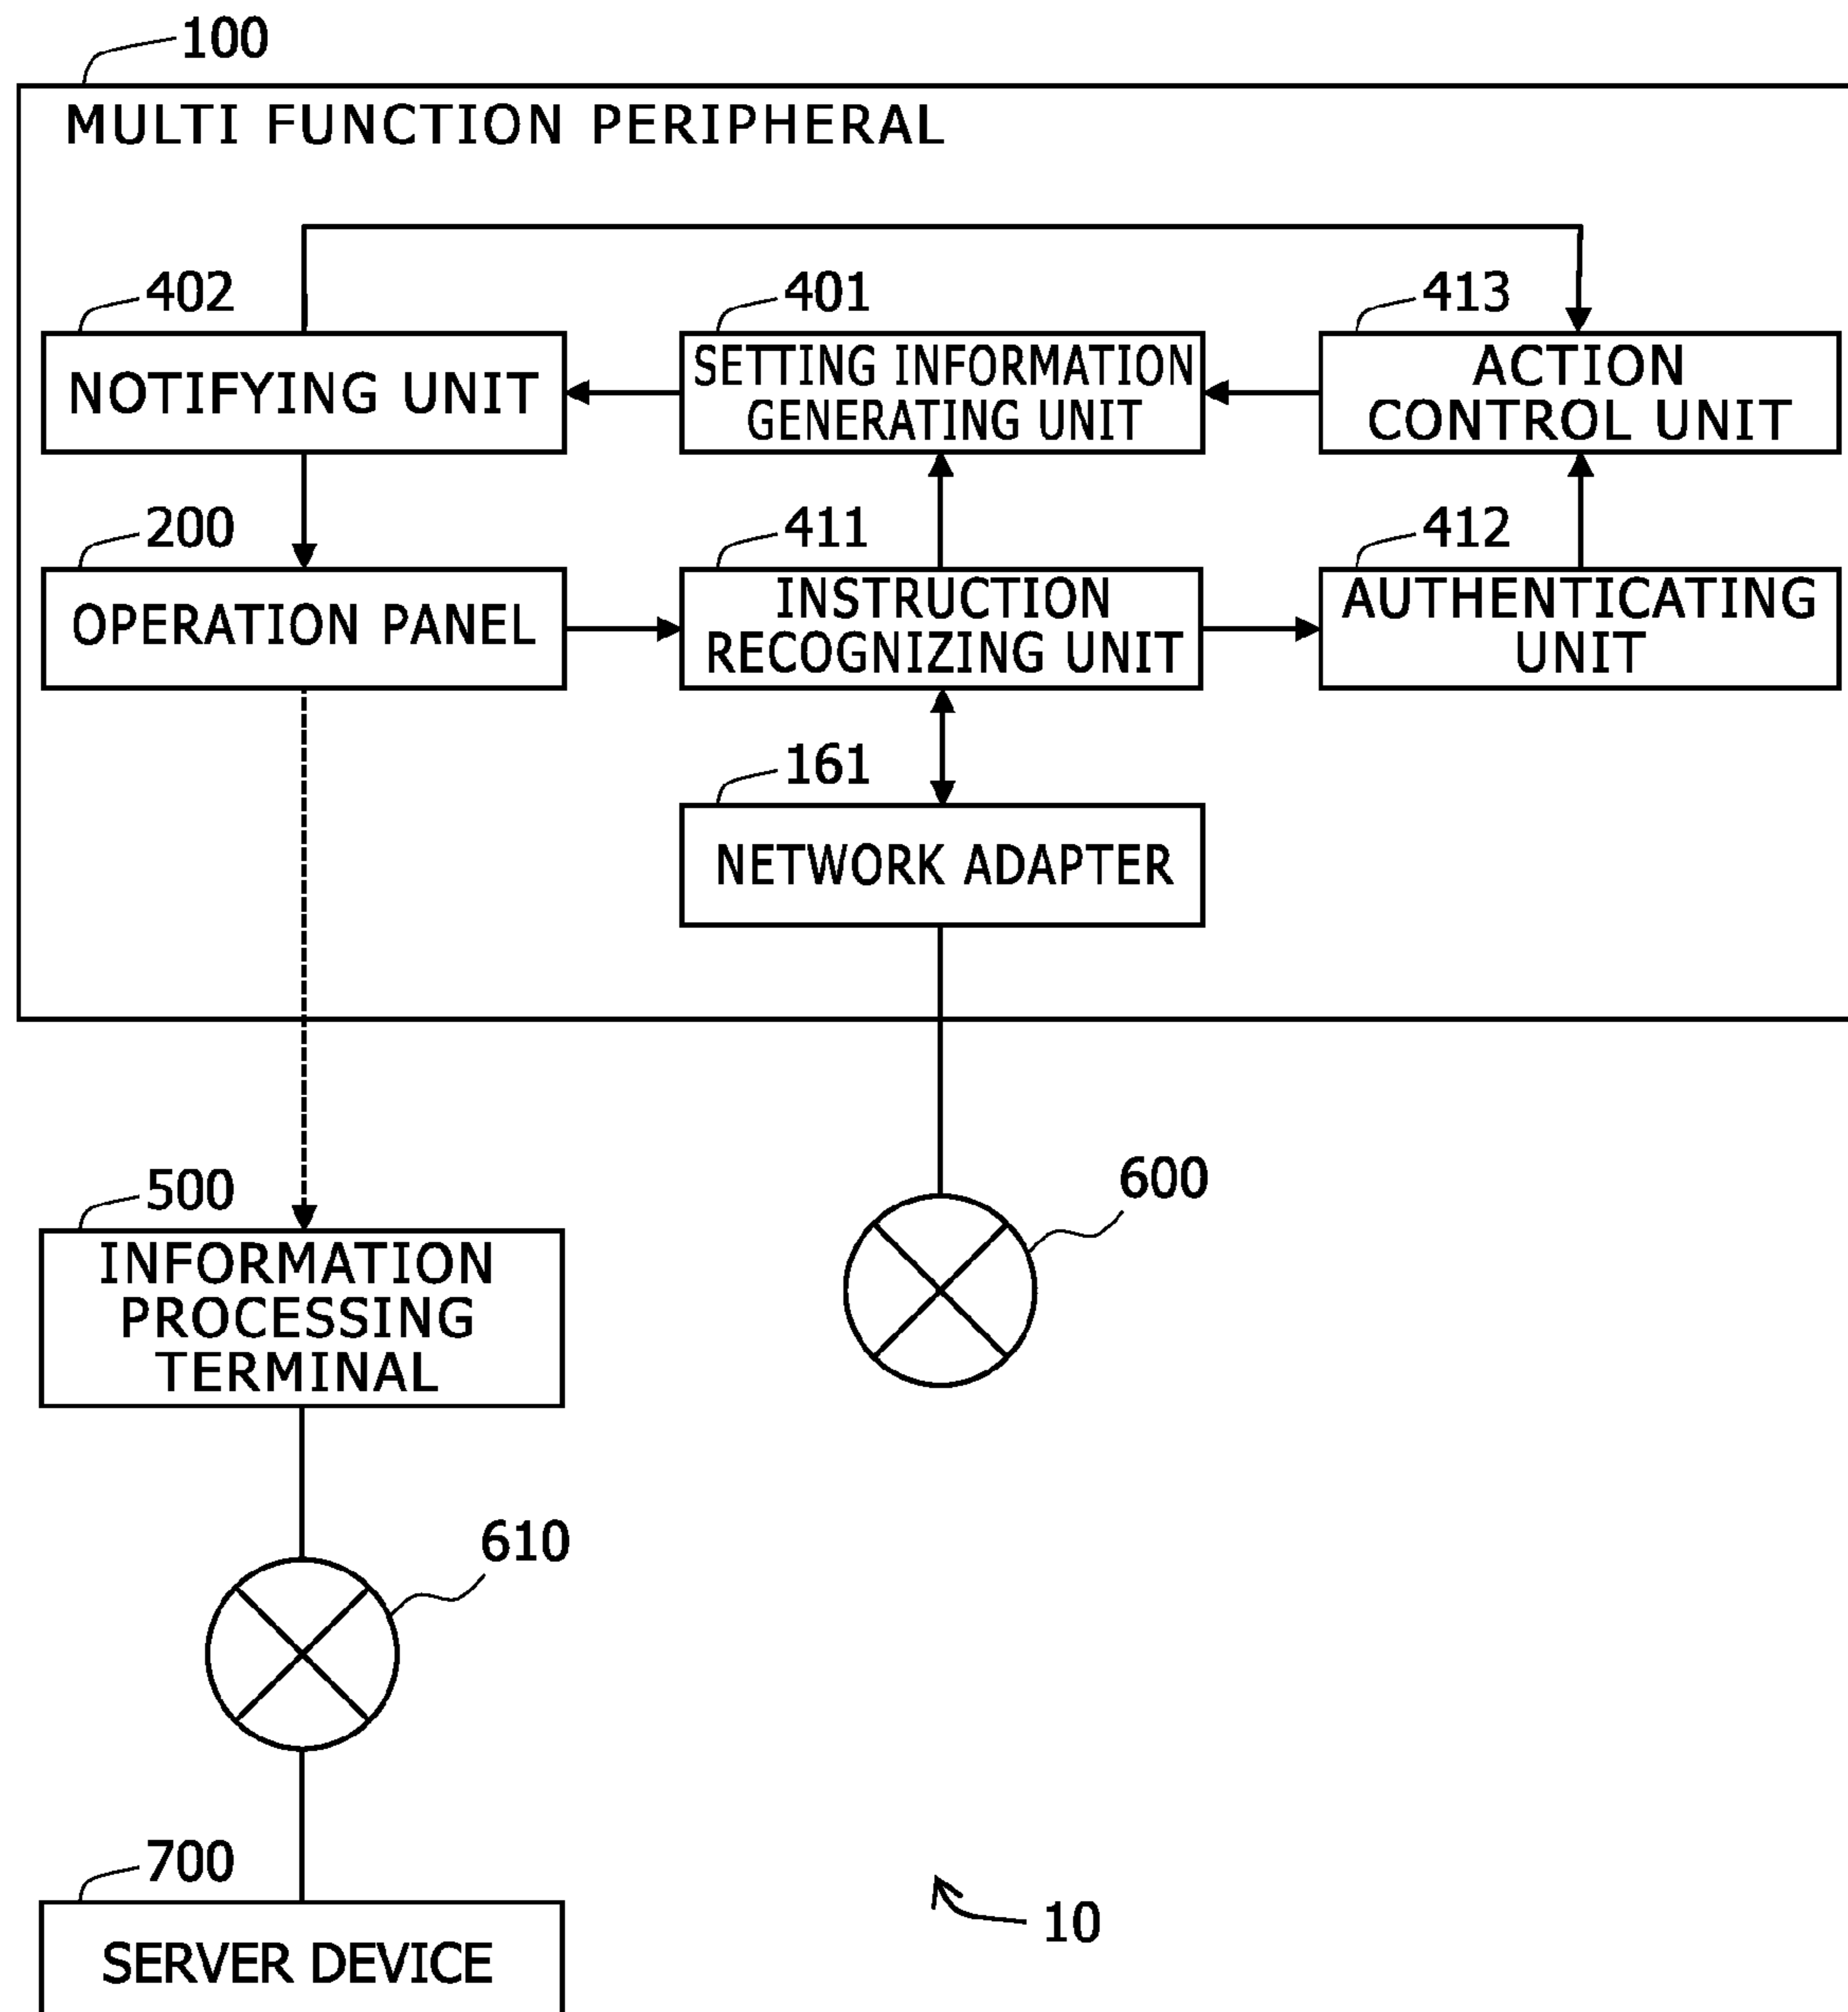 100
MULTI FUNCTION PERIPHERAL
402
401
413
NOTIFYING UNIT
SETTING INFORMATION
GENERATING UNIT
ACTION
CONTROL UNIT
200
411
412
OPERATION PANEL
INSTRUCTION
RECOGNIZING UNIT
AUTHENTICATING
UNIT
161
NETWORK ADAPTER
500
600
INFORMATION
PROCESSING
TERMINAL
610
700
10
SERVER DEVICE